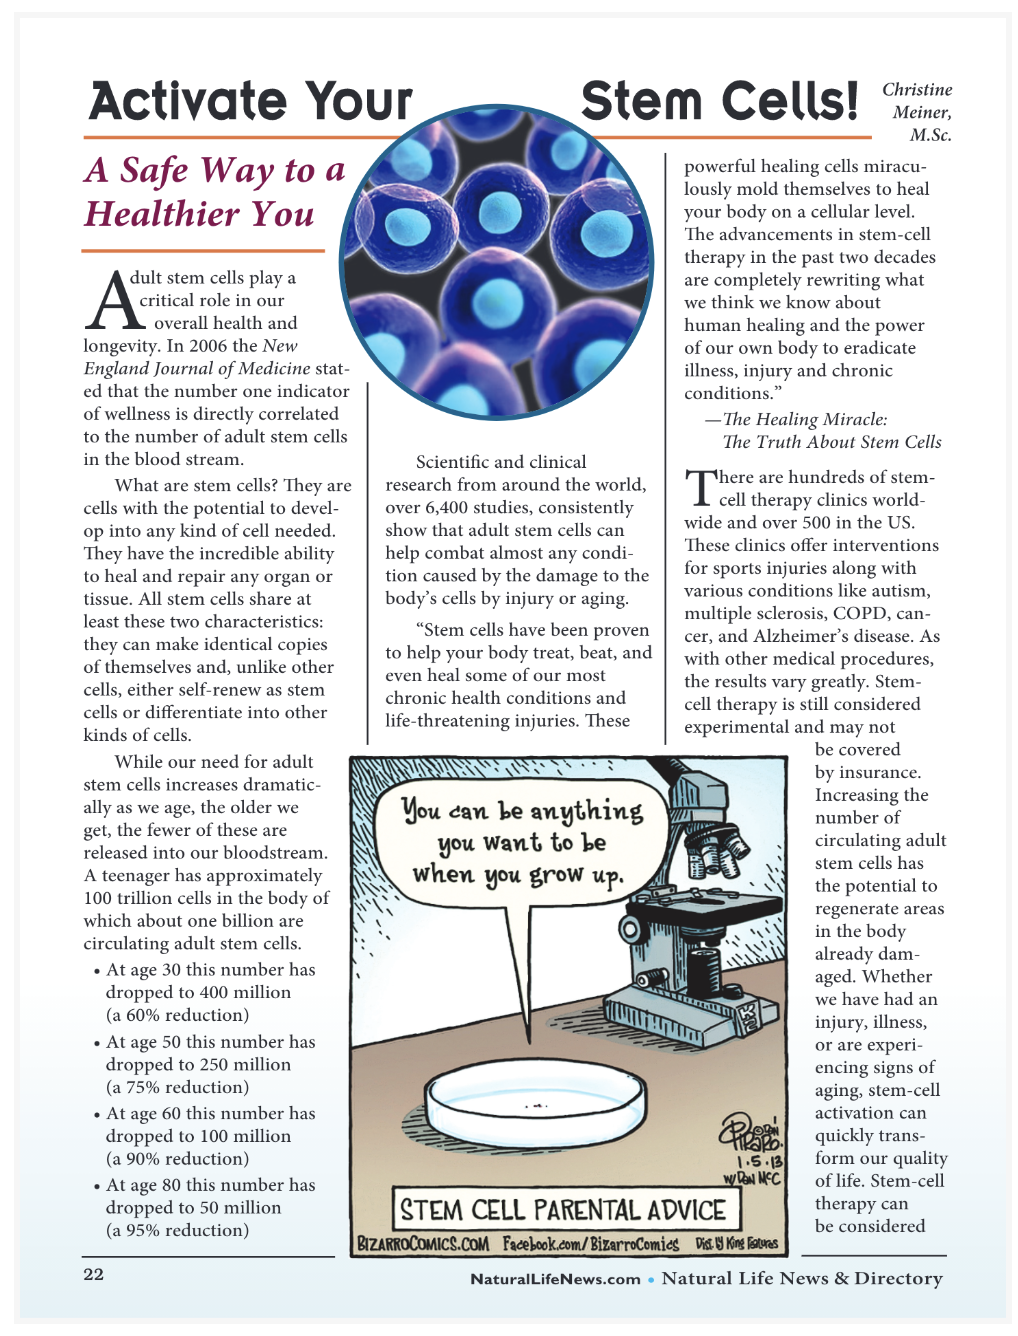 Activate Your Stem Cells!
Christine
Meiner,
M.Sc.
A Safe Way to a
Healthier You
Adult stem cells play a
critical role in our
overall health and
longevity. In 2006 the New
England Journal of Medicine stat-
ed that the number one indicator
of wellness is directly correlated
to the number of adult stem cells
in the blood stream.
What are stem cells? They are
cells with the potential to devel-
op into any kind of cell needed.
They have the incredible ability
to heal and repair any organ or
tissue. All stem cells share at
least these two characteristics:
they can make identical copies
of themselves and, unlike other
cells, either self-renew as stem
cells or differentiate into other
kinds of cells.
While our need for adult
stem cells increases dramatic-
ally as we age, the older we
get, the fewer of these are
released into our bloodstream.
A teenager has approximately
100 trillion cells in the body of
which about one billion are
circulating adult stem cells.
• At age 30 this number has
dropped to 400 million
(a 60% reduction)
• At age 50 this number has
dropped to 250 million
(a 75% reduction)
• At age 60 this number has
dropped to 100 million
(a 90% reduction)
• At age 80 this number has
dropped to 50 million
(a 95% reduction)
Scientific and clinical
research from around the world,
over 6,400 studies, consistently
show that adult stem cells can
help combat almost any condi-
tion caused by the damage to the
body's cells by injury or aging.
"Stem cells have been proven
to help your body treat, beat, and
even heal some of our most
chronic health conditions and
life-threatening injuries. These
powerful healing cells miracu-
lously mold themselves to heal
your body on a cellular level.
The advancements in stem-cell
therapy in the past two decades
are completely rewriting what
we think we know about
human healing and the power
of our own body to eradicate
illness, injury and chronic
conditions."
—The Healing Miracle:
The Truth About Stem Cells
There are hundreds of stem-
cell therapy clinics world-
wide and over 500 in the US.
These clinics offer interventions
for sports injuries along with
various conditions like autism,
multiple sclerosis, COPD, can-
cer, and Alzheimer's disease. As
with other medical procedures,
the results vary greatly. Stem-
cell therapy is still considered
experimental and may not
be covered
by insurance.
Increasing the
number of
circulating adult
stem cells has
the potential to
regenerate areas
in the body
already dam-
aged. Whether
we have had an
injury, illness,
or are experi-
encing signs of
aging, stem-cell
activation can
quickly trans-
form our quality
of life. Stem-cell
therapy can
be considered
You can be anything
you want to be
when you grow up.
K2
© Don
Piraro.
1.5.13
w/Dan McC
STEM CELL PARENTAL ADVICE
BIZARROCOMICS.COM Facebook.com/BizarroComics Dist. by King Features
22
NaturalLifeNews.com • Natural Life News & Directory